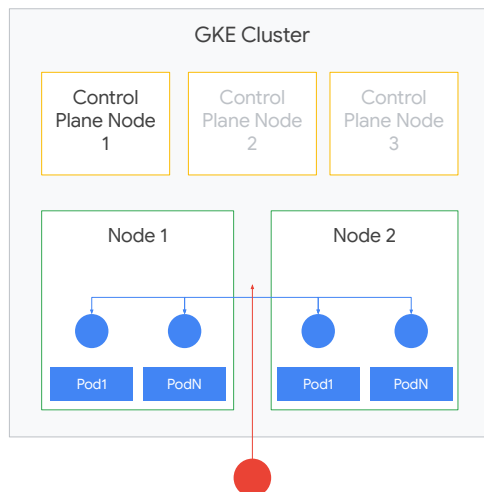 GKE Cluster
Control
Plane Node
1
Control
Plane Node
2
Control
Plane Node
3
Node 1
Node 2
Pod1
PodN
Pod1
PodN